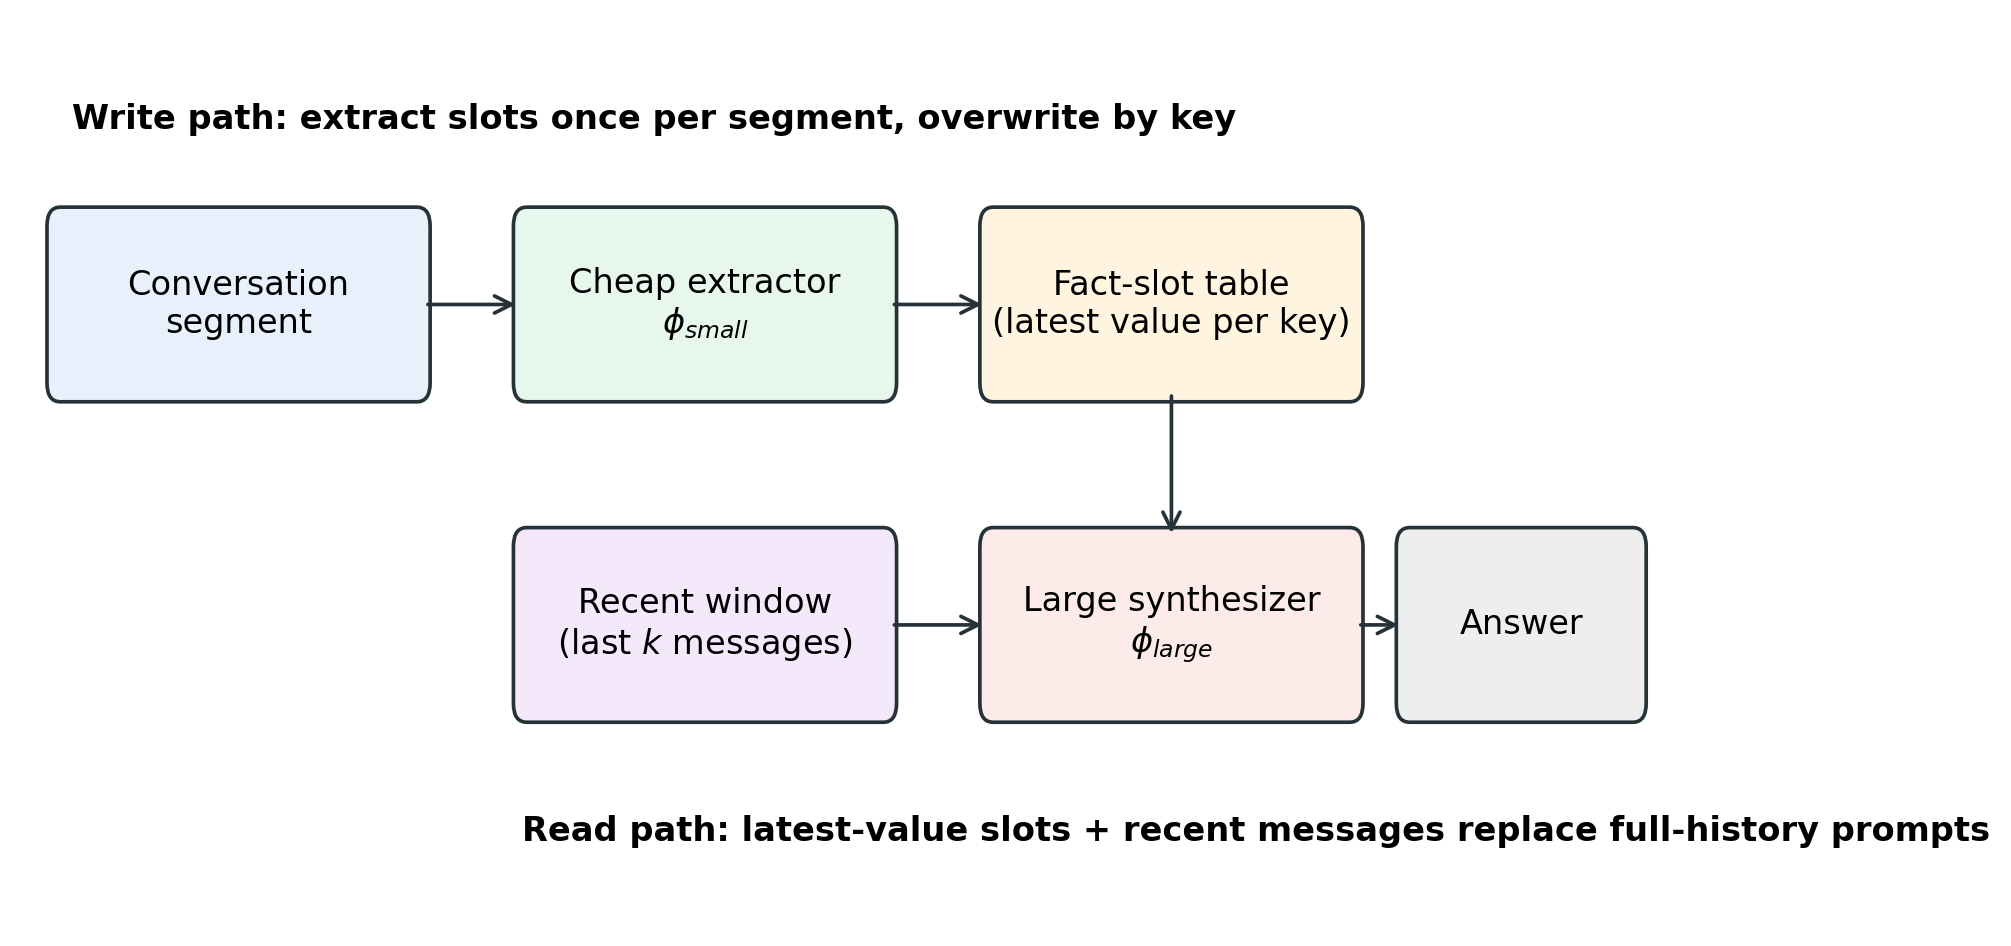 Write path: extract slots once per segment, overwrite by key
Conversation
segment
Cheap extractor
ϕ_small
Fact-slot table
(latest value per key)
Recent window
(last k messages)
Large synthesizer
ϕ_large
Answer
Read path: latest-value slots + recent messages replace full-history prompts